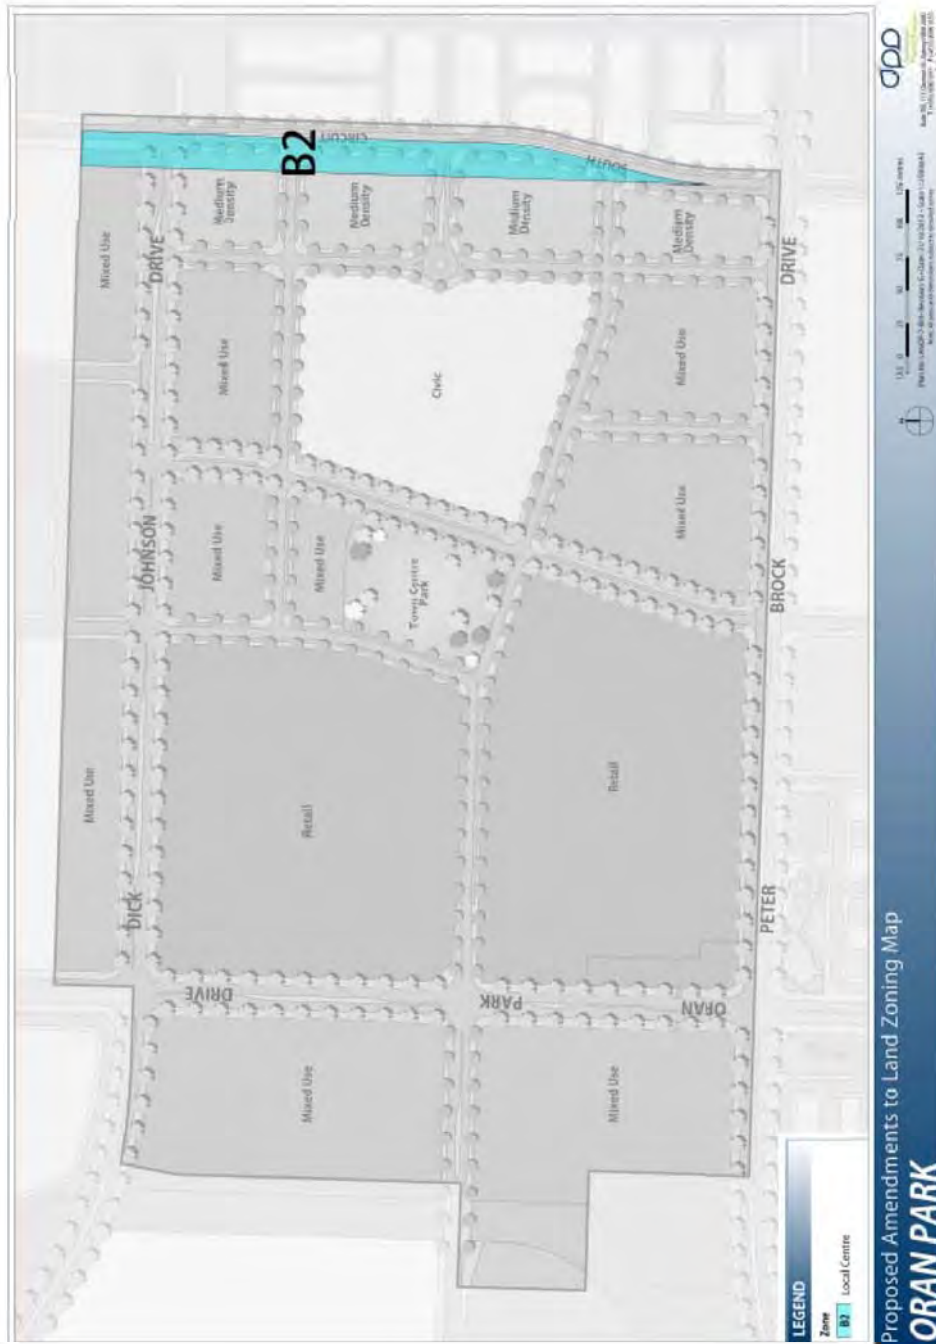 B2
SOUTH CIRCUIT
Mixed Use
DRIVE
Medium
Density
Medium
Density
Medium
Density
Medium
Density
DRIVE
Mixed Use
Civic
Mixed Use
JOHNSON
Mixed Use
Mixed Use
Town Centre
Park
Mixed Use
BROCK
Mixed Use
Retail
Retail
DICK
PETER
DRIVE
PARK
ORAN
Mixed Use
Mixed Use
LEGEND
Zone
B2 Local Centre
Proposed Amendments to Land Zoning Map
ORAN PARK